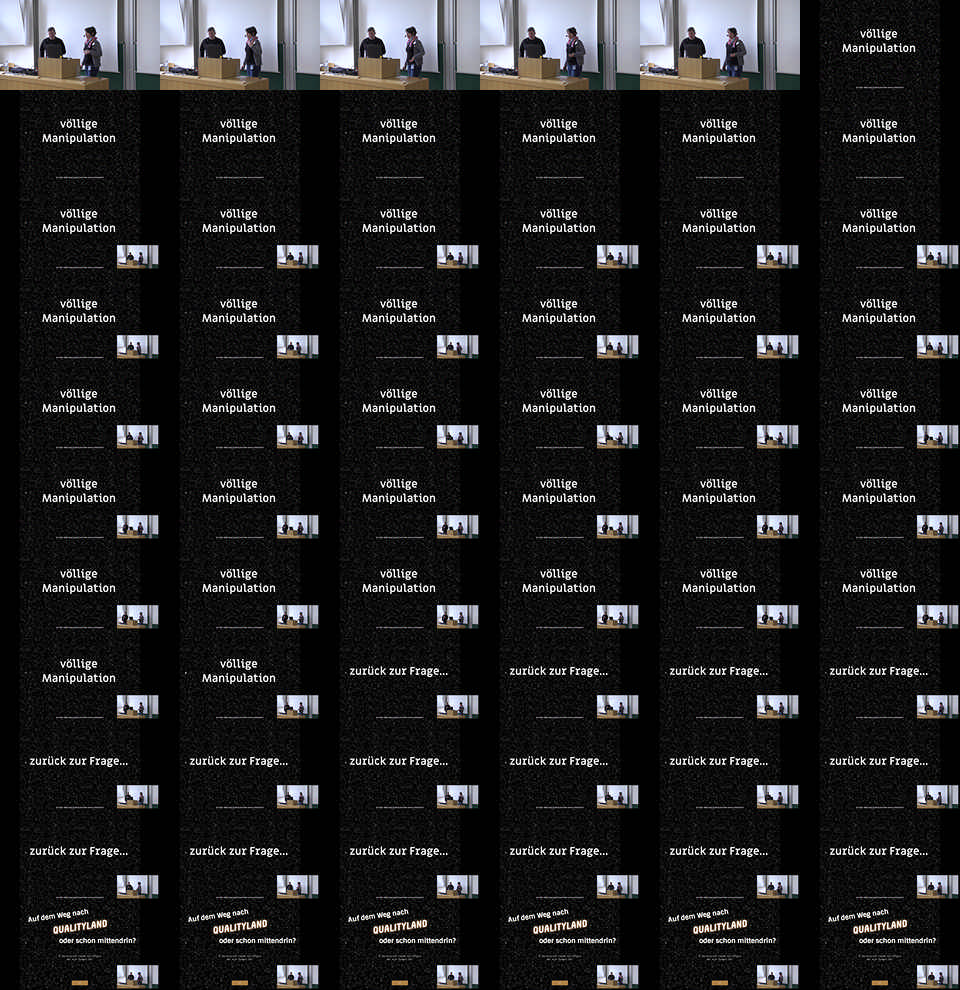 völlige
Manipulation
völlige völlige völlige völlige völlige völlige
Manipulation Manipulation Manipulation Manipulation Manipulation Manipulation
völlige völlige völlige völlige völlige völlige
Manipulation Manipulation Manipulation Manipulation Manipulation Manipulation
völlige völlige völlige völlige völlige völlige
Manipulation Manipulation Manipulation Manipulation Manipulation Manipulation
völlige völlige völlige völlige völlige völlige
Manipulation Manipulation Manipulation Manipulation Manipulation Manipulation
völlige völlige völlige völlige völlige völlige
Manipulation Manipulation Manipulation Manipulation Manipulation Manipulation
völlige völlige völlige völlige völlige völlige
Manipulation Manipulation Manipulation Manipulation Manipulation Manipulation
völlige völlige
Manipulation Manipulation zurück zur Frage... zurück zur Frage... zurück zur Frage... zurück zur Frage...
zurück zur Frage... zurück zur Frage... zurück zur Frage... zurück zur Frage... zurück zur Frage... zurück zur Frage...
zurück zur Frage... zurück zur Frage... zurück zur Frage... zurück zur Frage... zurück zur Frage... zurück zur Frage...
Auf dem Weg nach Auf dem Weg nach Auf dem Weg nach Auf dem Weg nach Auf dem Weg nach Auf dem Weg nach
QUALITYLAND QUALITYLAND QUALITYLAND QUALITYLAND QUALITYLAND QUALITYLAND
oder schon mittendrin? oder schon mittendrin? oder schon mittendrin? oder schon mittendrin? oder schon mittendrin? oder schon mittendrin?